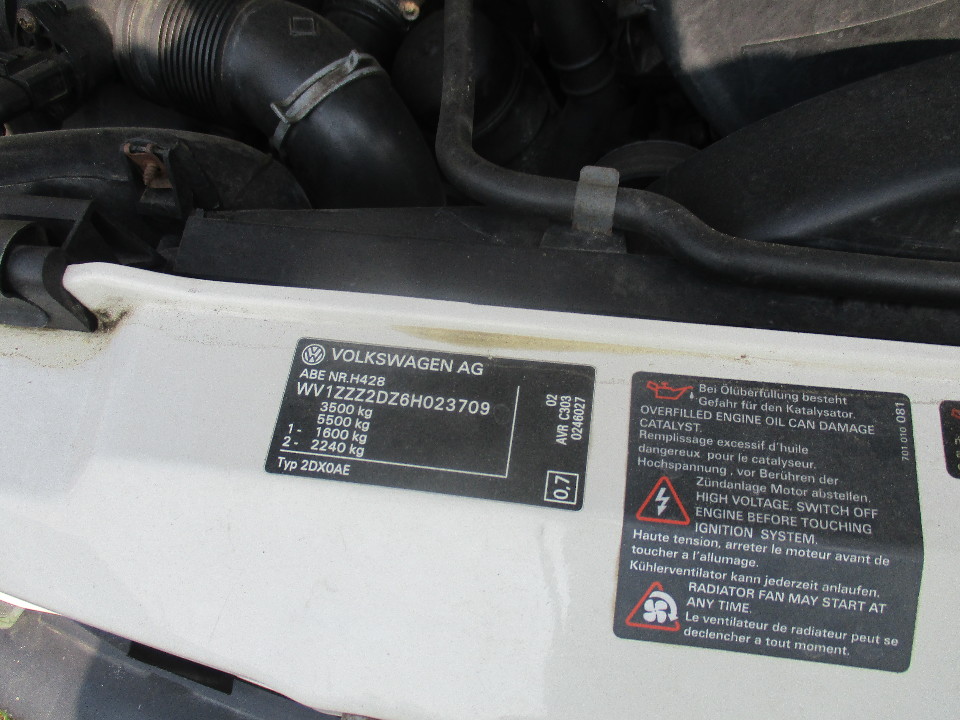 VOLKSWAGEN AG
ABE NR.H428
WV1ZZZ2DZ6H023709
3500 kg
5500 kg
1- 1600 kg
2- 2240 kg
Typ 2DX0AE
02
AVR C303
0246027
0,7
Bei Ölüberfüllung besteht
Gefahr für den Katalysator.
OVERFILLED ENGINE OIL CAN DAMAGE
CATALYST.
Remplissage excessif d'huile
dangereux pour le catalyseur.
Hochspannung, vor Berühren der
Zündanlage Motor abstellen.
HIGH VOLTAGE. SWITCH OFF
ENGINE BEFORE TOUCHING
IGNITION SYSTEM.
Haute tension, arreter le moteur avant de
toucher a l'allumage.
Kühlerventilator kann jederzeit anlaufen.
RADIATOR FAN MAY START AT
ANY TIME.
Le ventilateur de radiateur peut se
declencher a tout moment.
701 010 081